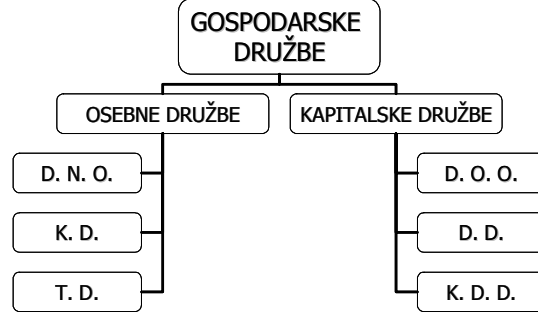 GOSPODARSKE
DRUŽBE
OSEBNE DRUŽBE
KAPITALSKE DRUŽBE
D. N. O.
D. O. O.
K. D.
D. D.
T. D.
K. D. D.